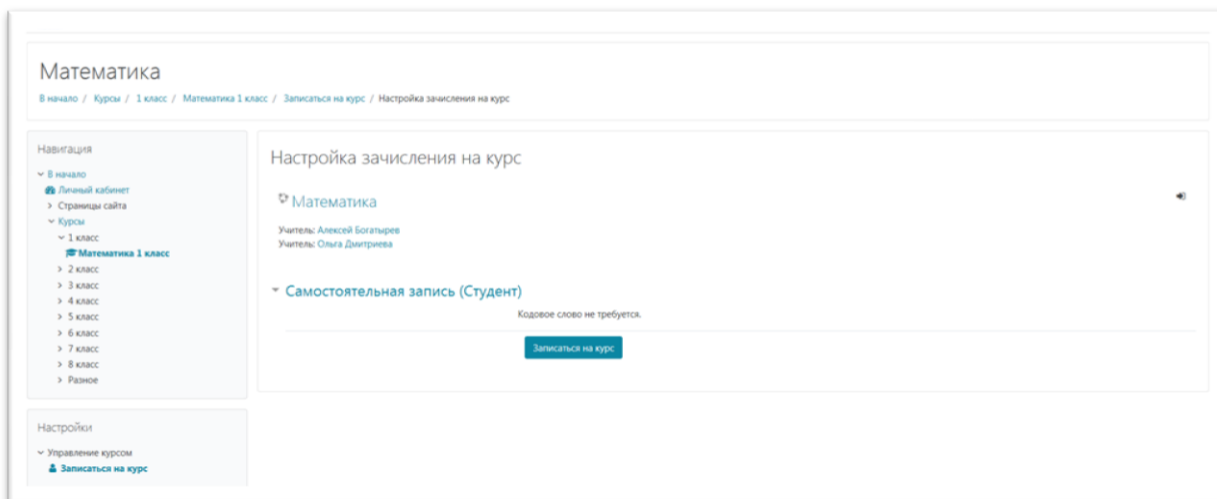 Математика
В начало / Курсы / 1 класс / Математика 1 класс / Записаться на курс / Настройка зачисления на курс
Навигация
В начало
Личный кабинет
Страницы сайта
Курсы
1 класс
Математика 1 класс
2 класс
3 класс
4 класс
5 класс
6 класс
7 класс
8 класс
Разное
Настройки
Управление курсом
Записаться на курс
Настройка зачисления на курс
Математика
Учитель: Алексей Богатырев
Учитель: Ольга Дмитриева
Самостоятельная запись (Студент)
Кодовое слово не требуется.
Записаться на курс